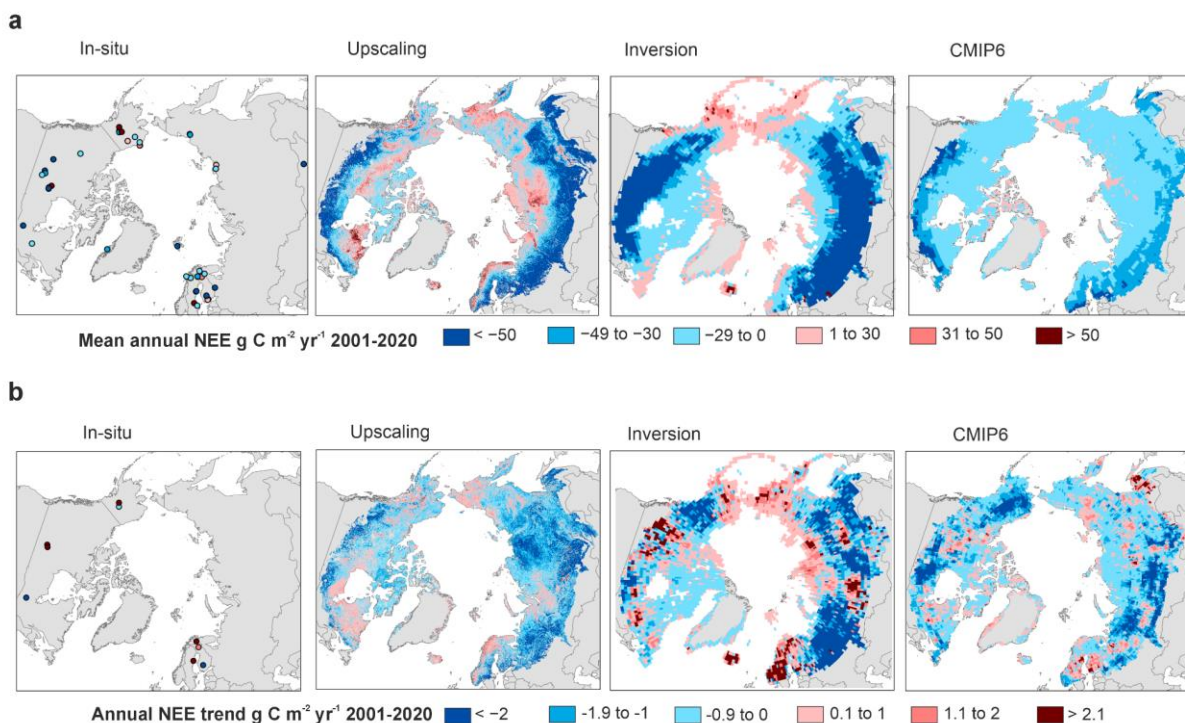 a
In-situ
Upscaling
Inversion
CMIP6
Mean annual NEE g C m⁻² yr⁻¹ 2001-2020 < −50 −49 to −30 −29 to 0 1 to 30 31 to 50 > 50
b
In-situ
Upscaling
Inversion
CMIP6
Annual NEE trend g C m⁻² yr⁻¹ 2001-2020 < −2 -1.9 to -1 -0.9 to 0 0.1 to 1 1.1 to 2 > 2.1